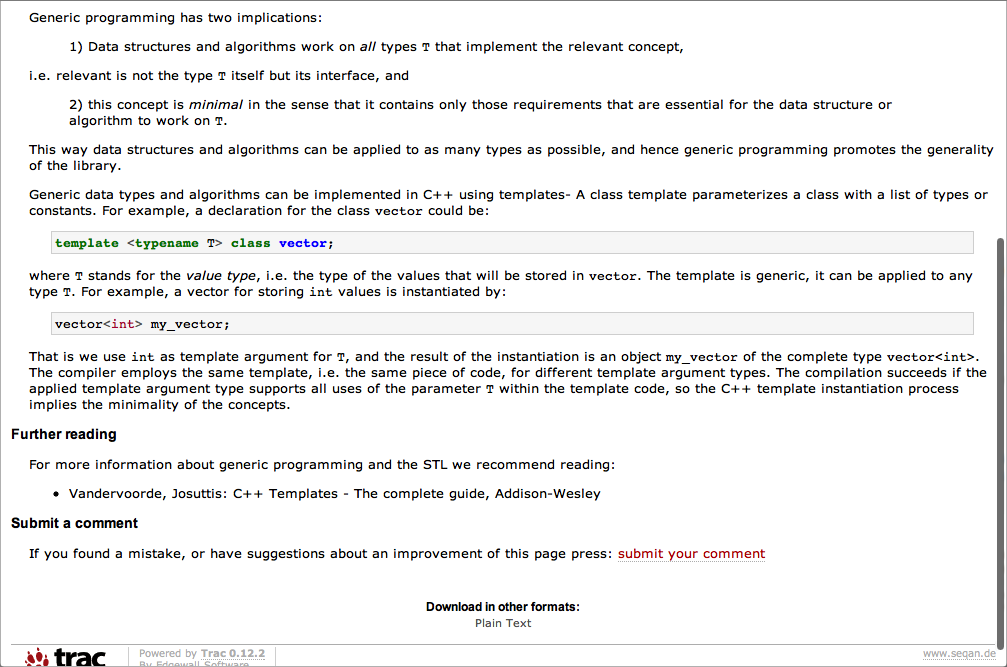 Generic programming has two implications:
1) Data structures and algorithms work on all types T that implement the relevant concept,
i.e. relevant is not the type T itself but its interface, and
2) this concept is minimal in the sense that it contains only those requirements that are essential for the data structure or
algorithm to work on T.
This way data structures and algorithms can be applied to as many types as possible, and hence generic programming promotes the generality
of the library.
Generic data types and algorithms can be implemented in C++ using templates- A class template parameterizes a class with a list of types or
constants. For example, a declaration for the class vector could be:
template <typename T> class vector;
where T stands for the value type, i.e. the type of the values that will be stored in vector. The template is generic, it can be applied to any
type T. For example, a vector for storing int values is instantiated by:
vector<int> my_vector;
That is we use int as template argument for T, and the result of the instantiation is an object my_vector of the complete type vector<int>.
The compiler employs the same template, i.e. the same piece of code, for different template argument types. The compilation succeeds if the
applied template argument type supports all uses of the parameter T within the template code, so the C++ template instantiation process
implies the minimality of the concepts.
Further reading
For more information about generic programming and the STL we recommend reading:
• Vandervoorde, Josuttis: C++ Templates - The complete guide, Addison-Wesley
Submit a comment
If you found a mistake, or have suggestions about an improvement of this page press: submit your comment
Download in other formats:
Plain Text
trac
Powered by Trac 0.12.2
By Edgewall Software
www.seqan.de